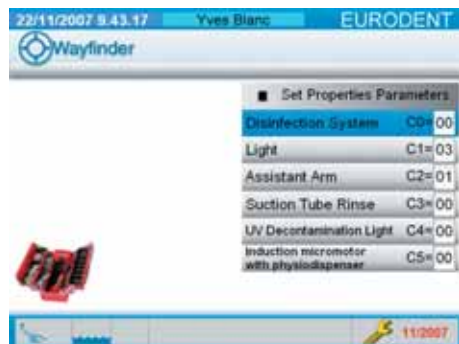 22/11/2007 9.43.17 Yves Blanc EURODENT
Wayfinder
Set Properties Parameters
Disinfection System C0= 00
Light C1= 03
Assistant Arm C2= 01
Suction Tube Rinse C3= 00
UV Decontamination Light C4= 00
Induction micromotor
with physiodispenser C5= 00
11/2007